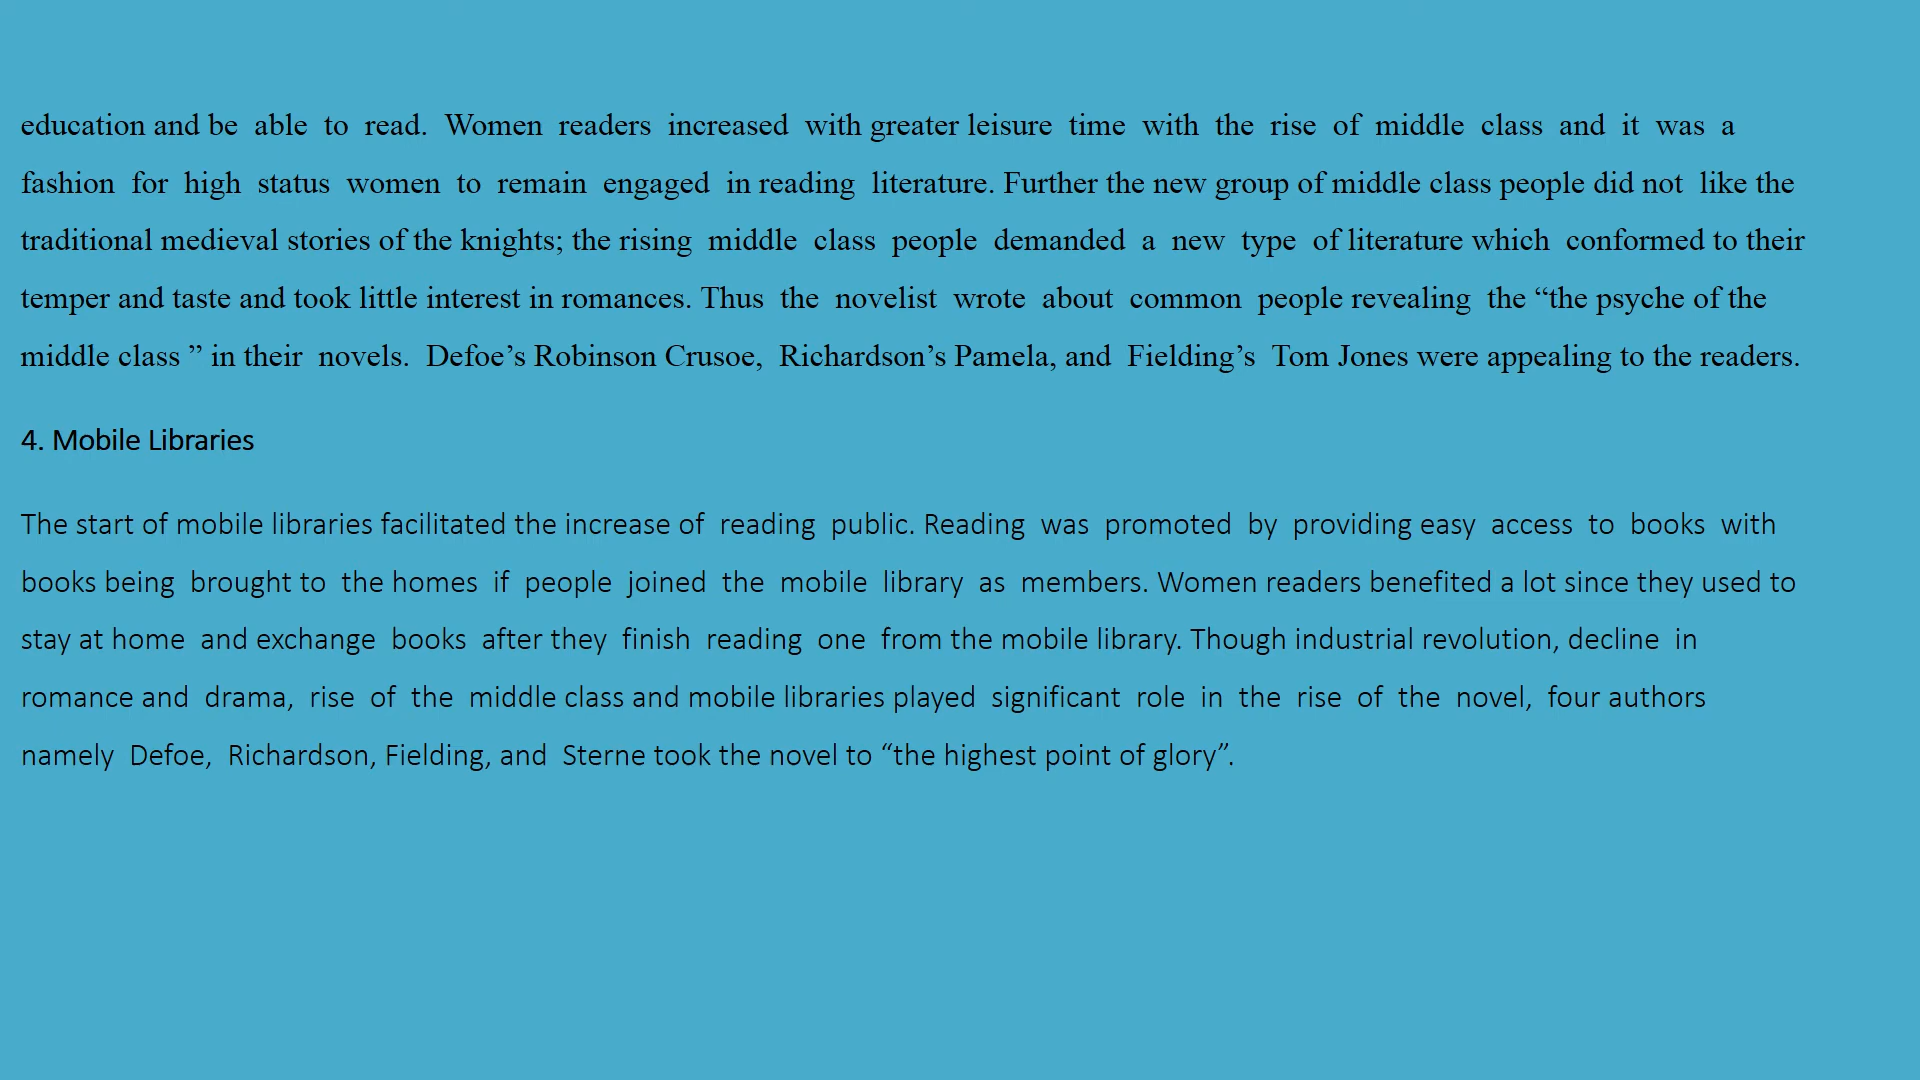 education and be able to read. Women readers increased with greater leisure time with the rise of middle class and it was a
fashion for high status women to remain engaged in reading literature. Further the new group of middle class people did not like the
traditional medieval stories of the knights; the rising middle class people demanded a new type of literature which conformed to their
temper and taste and took little interest in romances. Thus the novelist wrote about common people revealing the “the psyche of the
middle class ” in their novels. Defoe’s Robinson Crusoe, Richardson’s Pamela, and Fielding’s Tom Jones were appealing to the readers.
4. Mobile Libraries
The start of mobile libraries facilitated the increase of reading public. Reading was promoted by providing easy access to books with
books being brought to the homes if people joined the mobile library as members. Women readers benefited a lot since they used to
stay at home and exchange books after they finish reading one from the mobile library. Though industrial revolution, decline in
romance and drama, rise of the middle class and mobile libraries played significant role in the rise of the novel, four authors
namely Defoe, Richardson, Fielding, and Sterne took the novel to “the highest point of glory”.